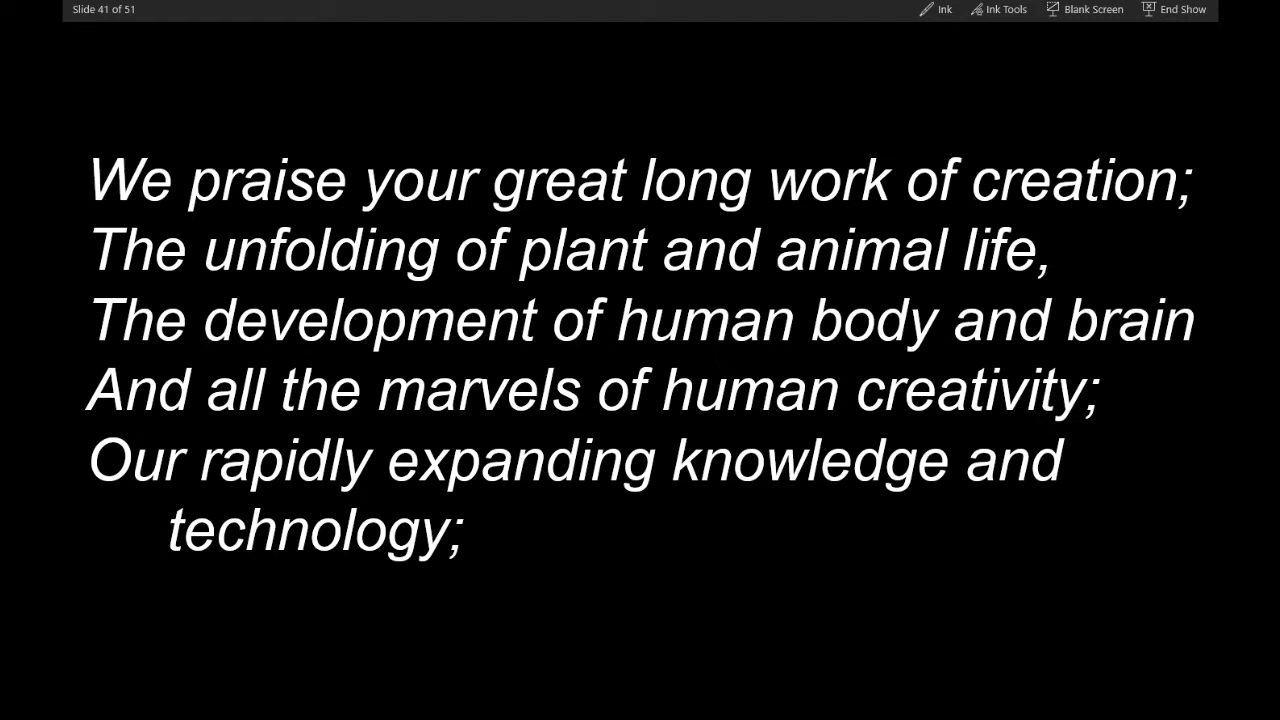 Slide 41 of 51
Ink
Ink Tools
Blank Screen
End Show
We praise your great long work of creation;
The unfolding of plant and animal life,
The development of human body and brain
And all the marvels of human creativity;
Our rapidly expanding knowledge and
technology;